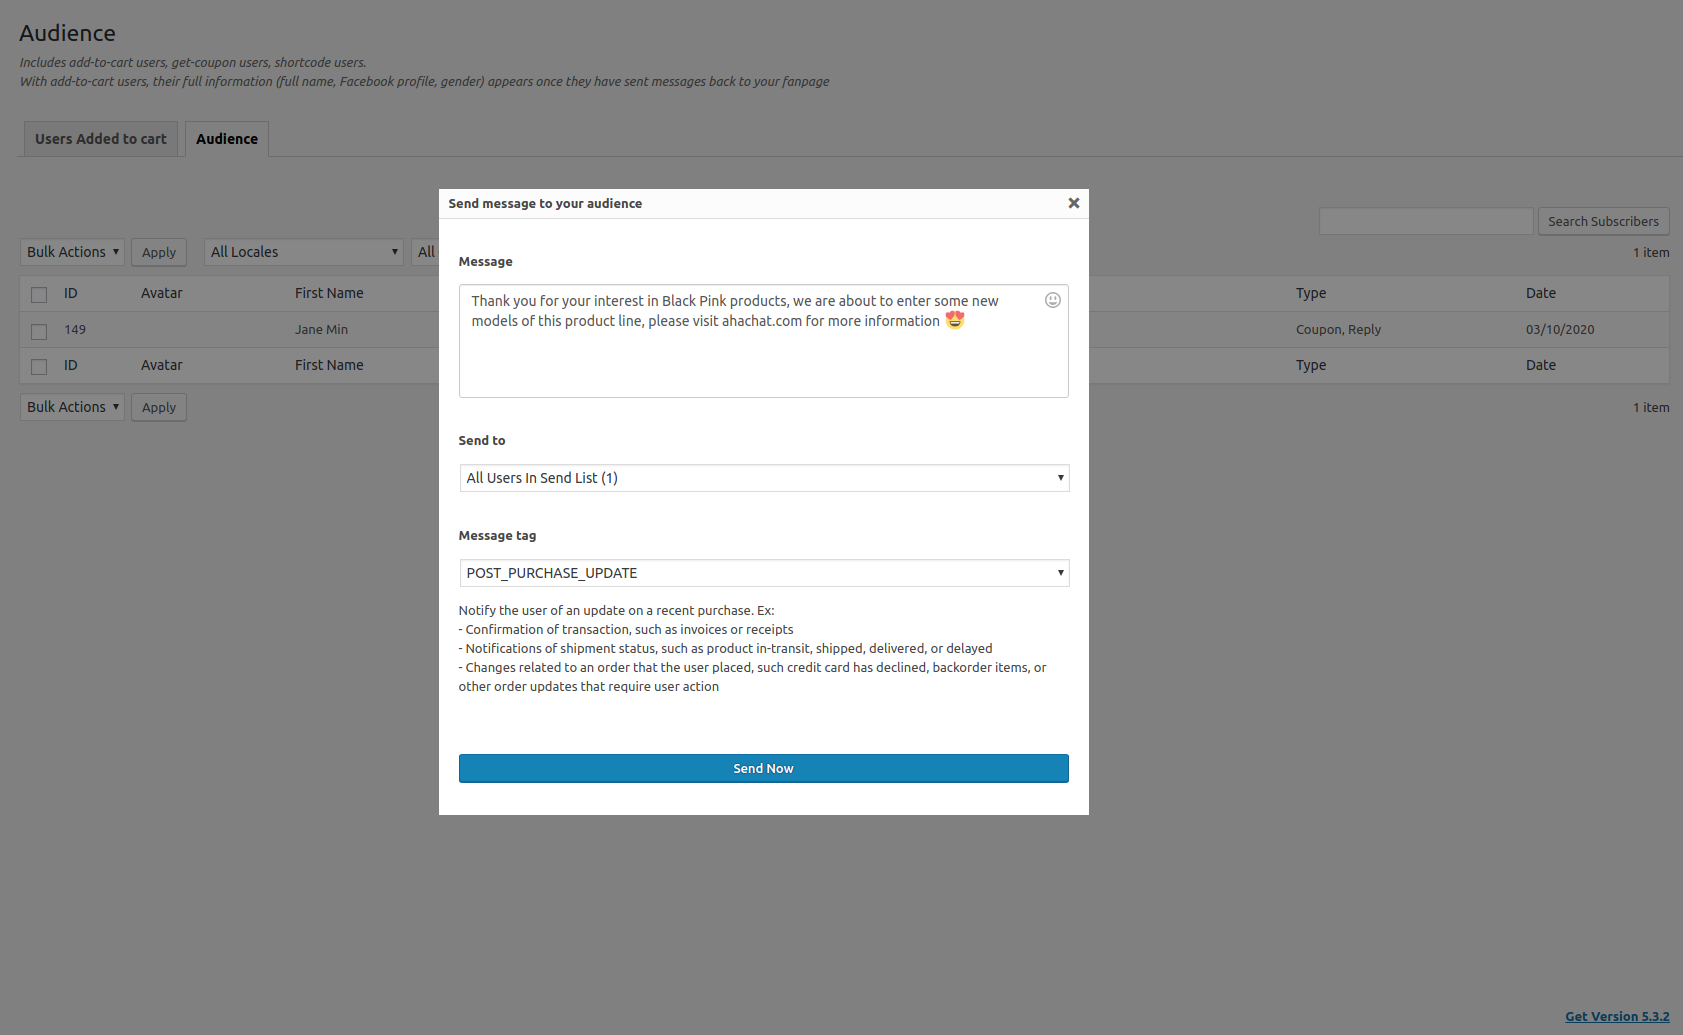 Audience
Includes add-to-cart users, get-coupon users, shortcode users.
With add-to-cart users, their full information (full name, Facebook profile, gender) appears once they have sent messages back to your fanpage
Users Added to cart
Audience
Send message to your audience
Search Subscribers
Bulk Actions
Apply
All Locales
All
1 item
Message
Thank you for your interest in Black Pink products, we are about to enter some new
models of this product line, please visit ahachat.com for more information 😍
ID Avatar First Name Type Date
149 Jane Min Coupon, Reply 03/10/2020
ID Avatar First Name Type Date
Bulk Actions
Apply
1 item
Send to
All Users In Send List (1)
Message tag
POST_PURCHASE_UPDATE
Notify the user of an update on a recent purchase. Ex:
- Confirmation of transaction, such as invoices or receipts
- Notifications of shipment status, such as product in-transit, shipped, delivered, or delayed
- Changes related to an order that the user placed, such credit card has declined, backorder items, or
other order updates that require user action
Send Now
Get Version 5.3.2